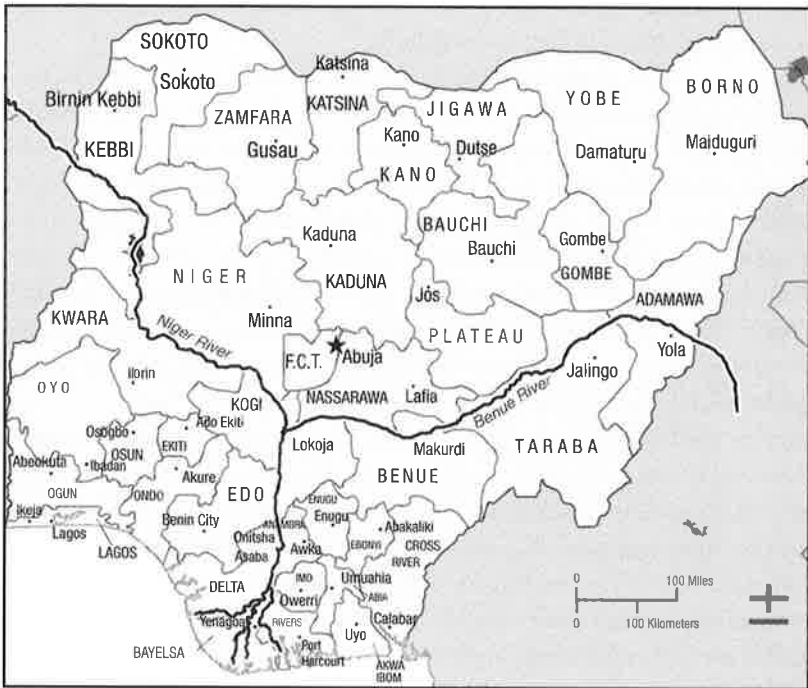 SOKOTO
Sokoto
Katsina
KATSINA
Birnin Kebbi
KEBBI
ZAMFARA
Gusau
JIGAWA
Dutse
Kano
KANO
YOBE
Damaturu
BORNO
Maiduguri
BAUCHI
Bauchi
Gombe
GOMBE
Kaduna
KADUNA
NIGER
Minna
Jos
PLATEAU
ADAMAWA
Yola
KWARA
Niger River
F.C.T.
Abuja
Jalingo
OYO
Ilorin
KOGI
NASSARAWA
Lafia
Benue River
TARABA
Osogbo
OSUN
EKITI
Ado Ekiti
Lokoja
Makurdi
BENUE
Abeokuta
Ibadan
Akure
OGUN
ONDO
EDO
Benin City
Ikeja
Lagos
LAGOS
ENUGU
Enugu
Abakaliki
ANAMBRA
Onitsha
Awka
EBONYI
CROSS
RIVER
Asaba
DELTA
IMO
Owerri
Umuahia
ABIA
Calabar
Yenagoa
RIVERS
Uyo
BAYELSA
Port
Harcourt
AKWA
IBOM
0
100 Miles
0
100 Kilometers